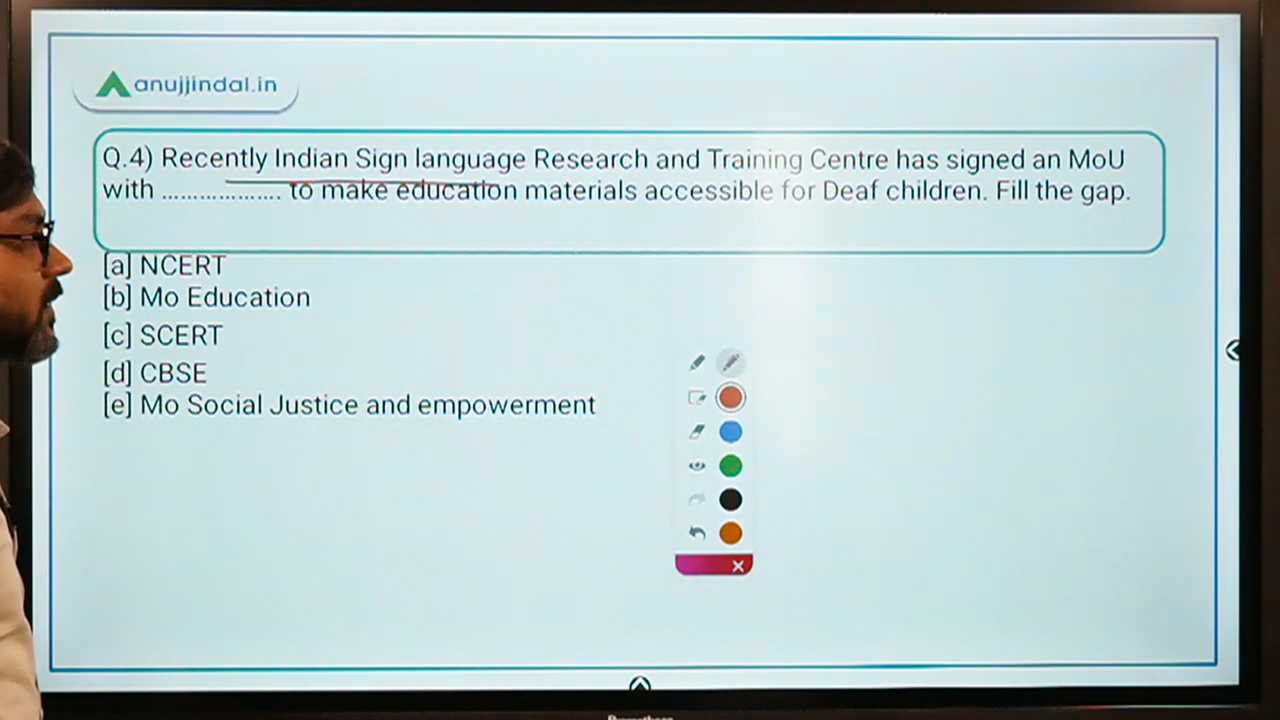 anujjindal.in
Q.4) Recently Indian Sign language Research and Training Centre has signed an MoU
with ................... to make education materials accessible for Deaf children. Fill the gap.
[a] NCERT
[b] Mo Education
[c] SCERT
[d] CBSE
[e] Mo Social Justice and empowerment